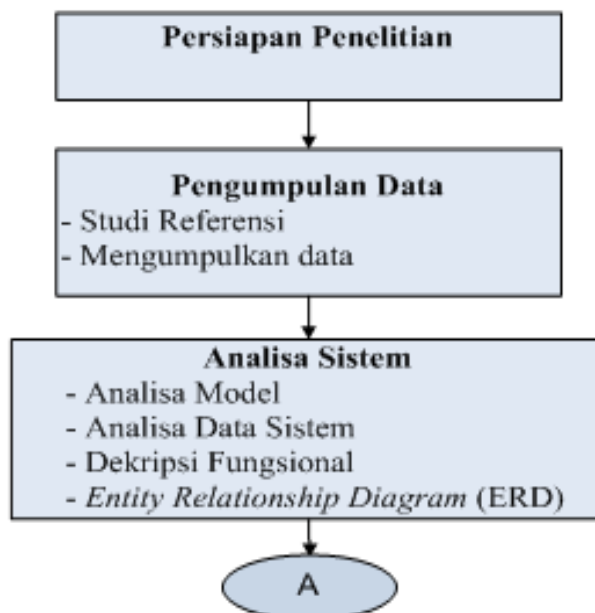 Persiapan Penelitian
Pengumpulan Data
- Studi Referensi
- Mengumpulkan data
Analisa Sistem
- Analisa Model
- Analisa Data Sistem
- Dekripsi Fungsional
- Entity Relationship Diagram (ERD)
A